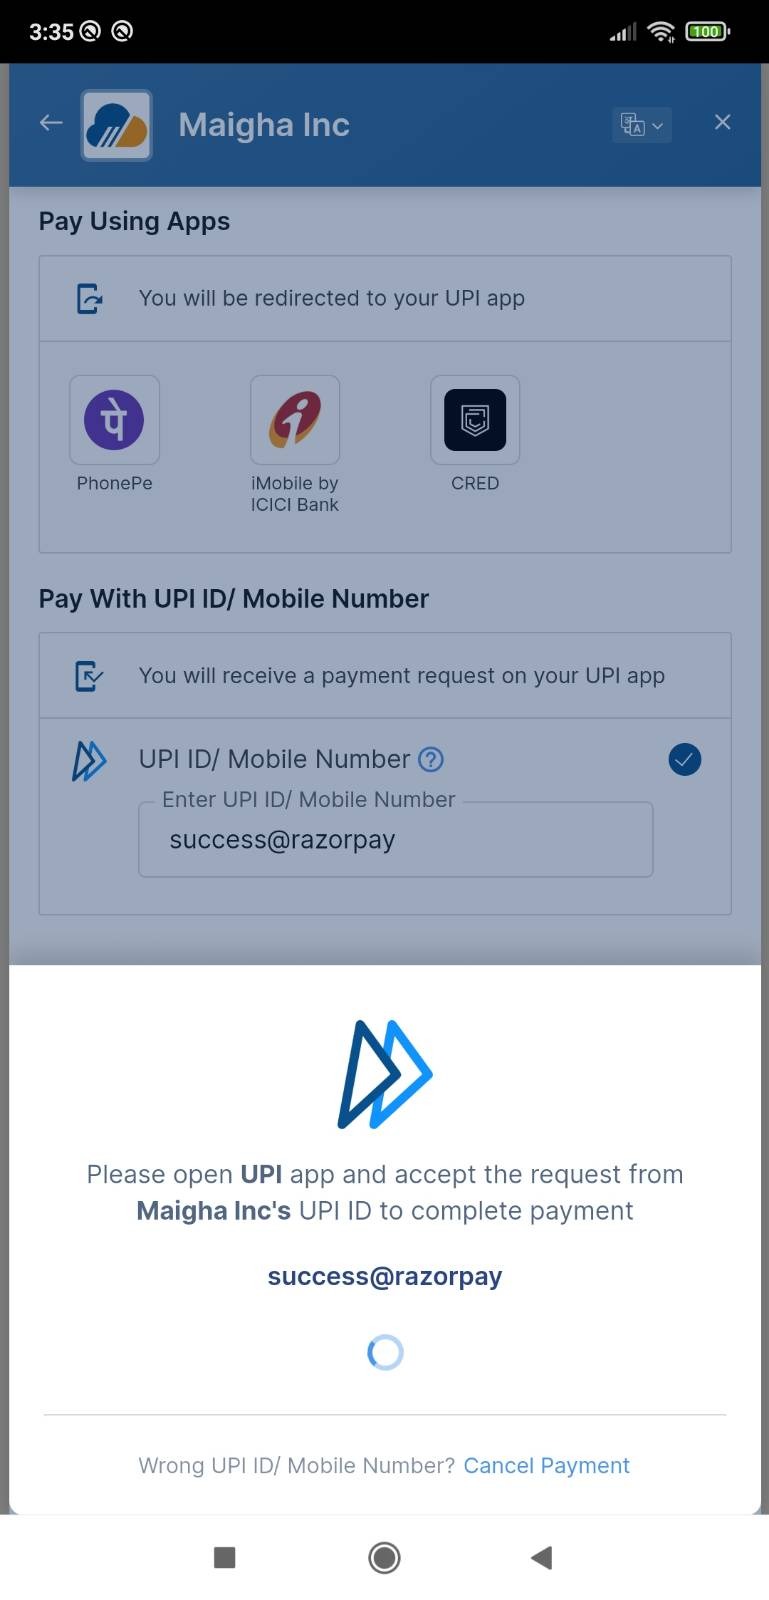 3:35
100
Maigha Inc
Pay Using Apps
You will be redirected to your UPI app
पे
PhonePe
iMobile by
ICICI Bank
CRED
Pay With UPI ID/ Mobile Number
You will receive a payment request on your UPI app
UPI ID/ Mobile Number ?
Enter UPI ID/ Mobile Number
success@razorpay
Please open UPI app and accept the request from
Maigha Inc's UPI ID to complete payment
success@razorpay
Wrong UPI ID/ Mobile Number? Cancel Payment